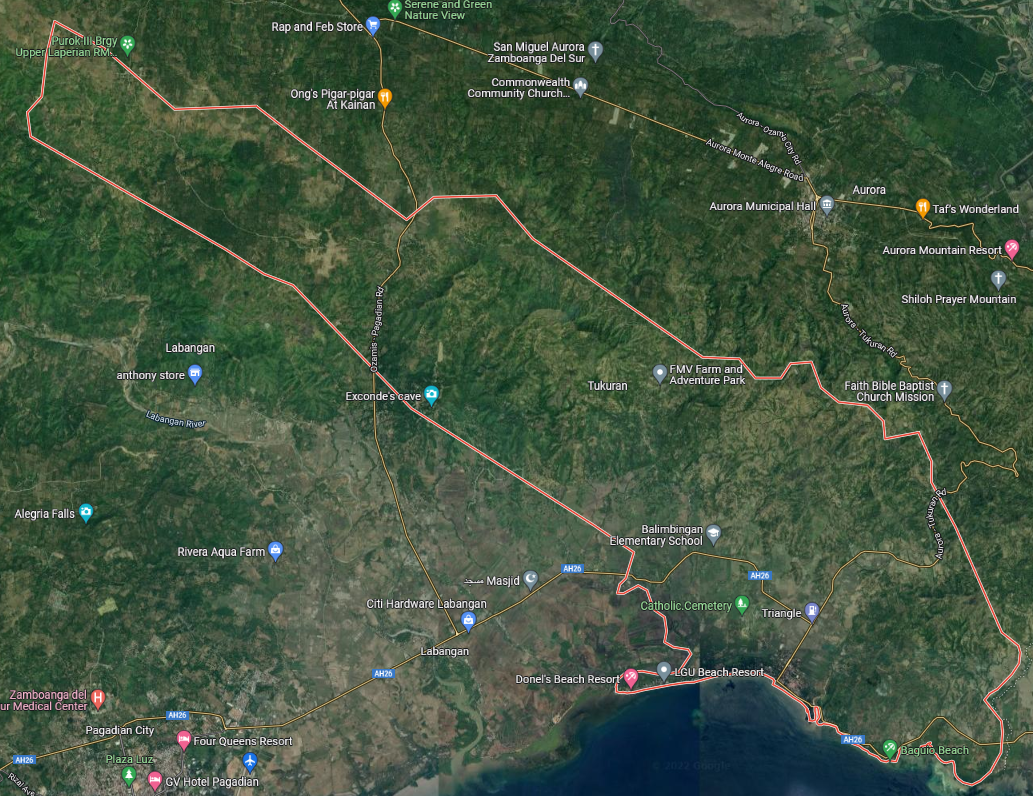 Serene and Green
Nature View
Rap and Feb Store
Purok III Brgy
Upper Laperian RM...
San Miguel Aurora
Zamboanga Del Sur
Commonwealth
Community Church...
Ong's Pigar-pigar
At Kainan
Aurora - Ozamis City Rd
Aurora-Monte Alegre Road
Aurora
Aurora Municipal Hall
Taf's Wonderland
Aurora Mountain Resort
Shiloh Prayer Mountain
Ozamis - Pagadian Rd
Aurora - Tukuran Rd
Labangan
anthony store
FMV Farm and
Adventure Park
Tukuran
Exconde's cave
Faith Bible Baptist
Church Mission
Labangan River
Aurora - Tukuran Rd
Alegria Falls
Balimbingan
Elementary School
Rivera Aqua Farm
AH26
AH26
مسجد Masjid
Citi Hardware Labangan
Catholic Cemetery
Triangle
Labangan
AH26
Donel's Beach Resort
LGU Beach Resort
Zamboanga del
ur Medical Center
AH26
Pagadian City
Four Queens Resort
AH26
Baguio Beach
AH26
Plaza Luz
GV Hotel Pagadian
Rizal Ave
© 2022 Google